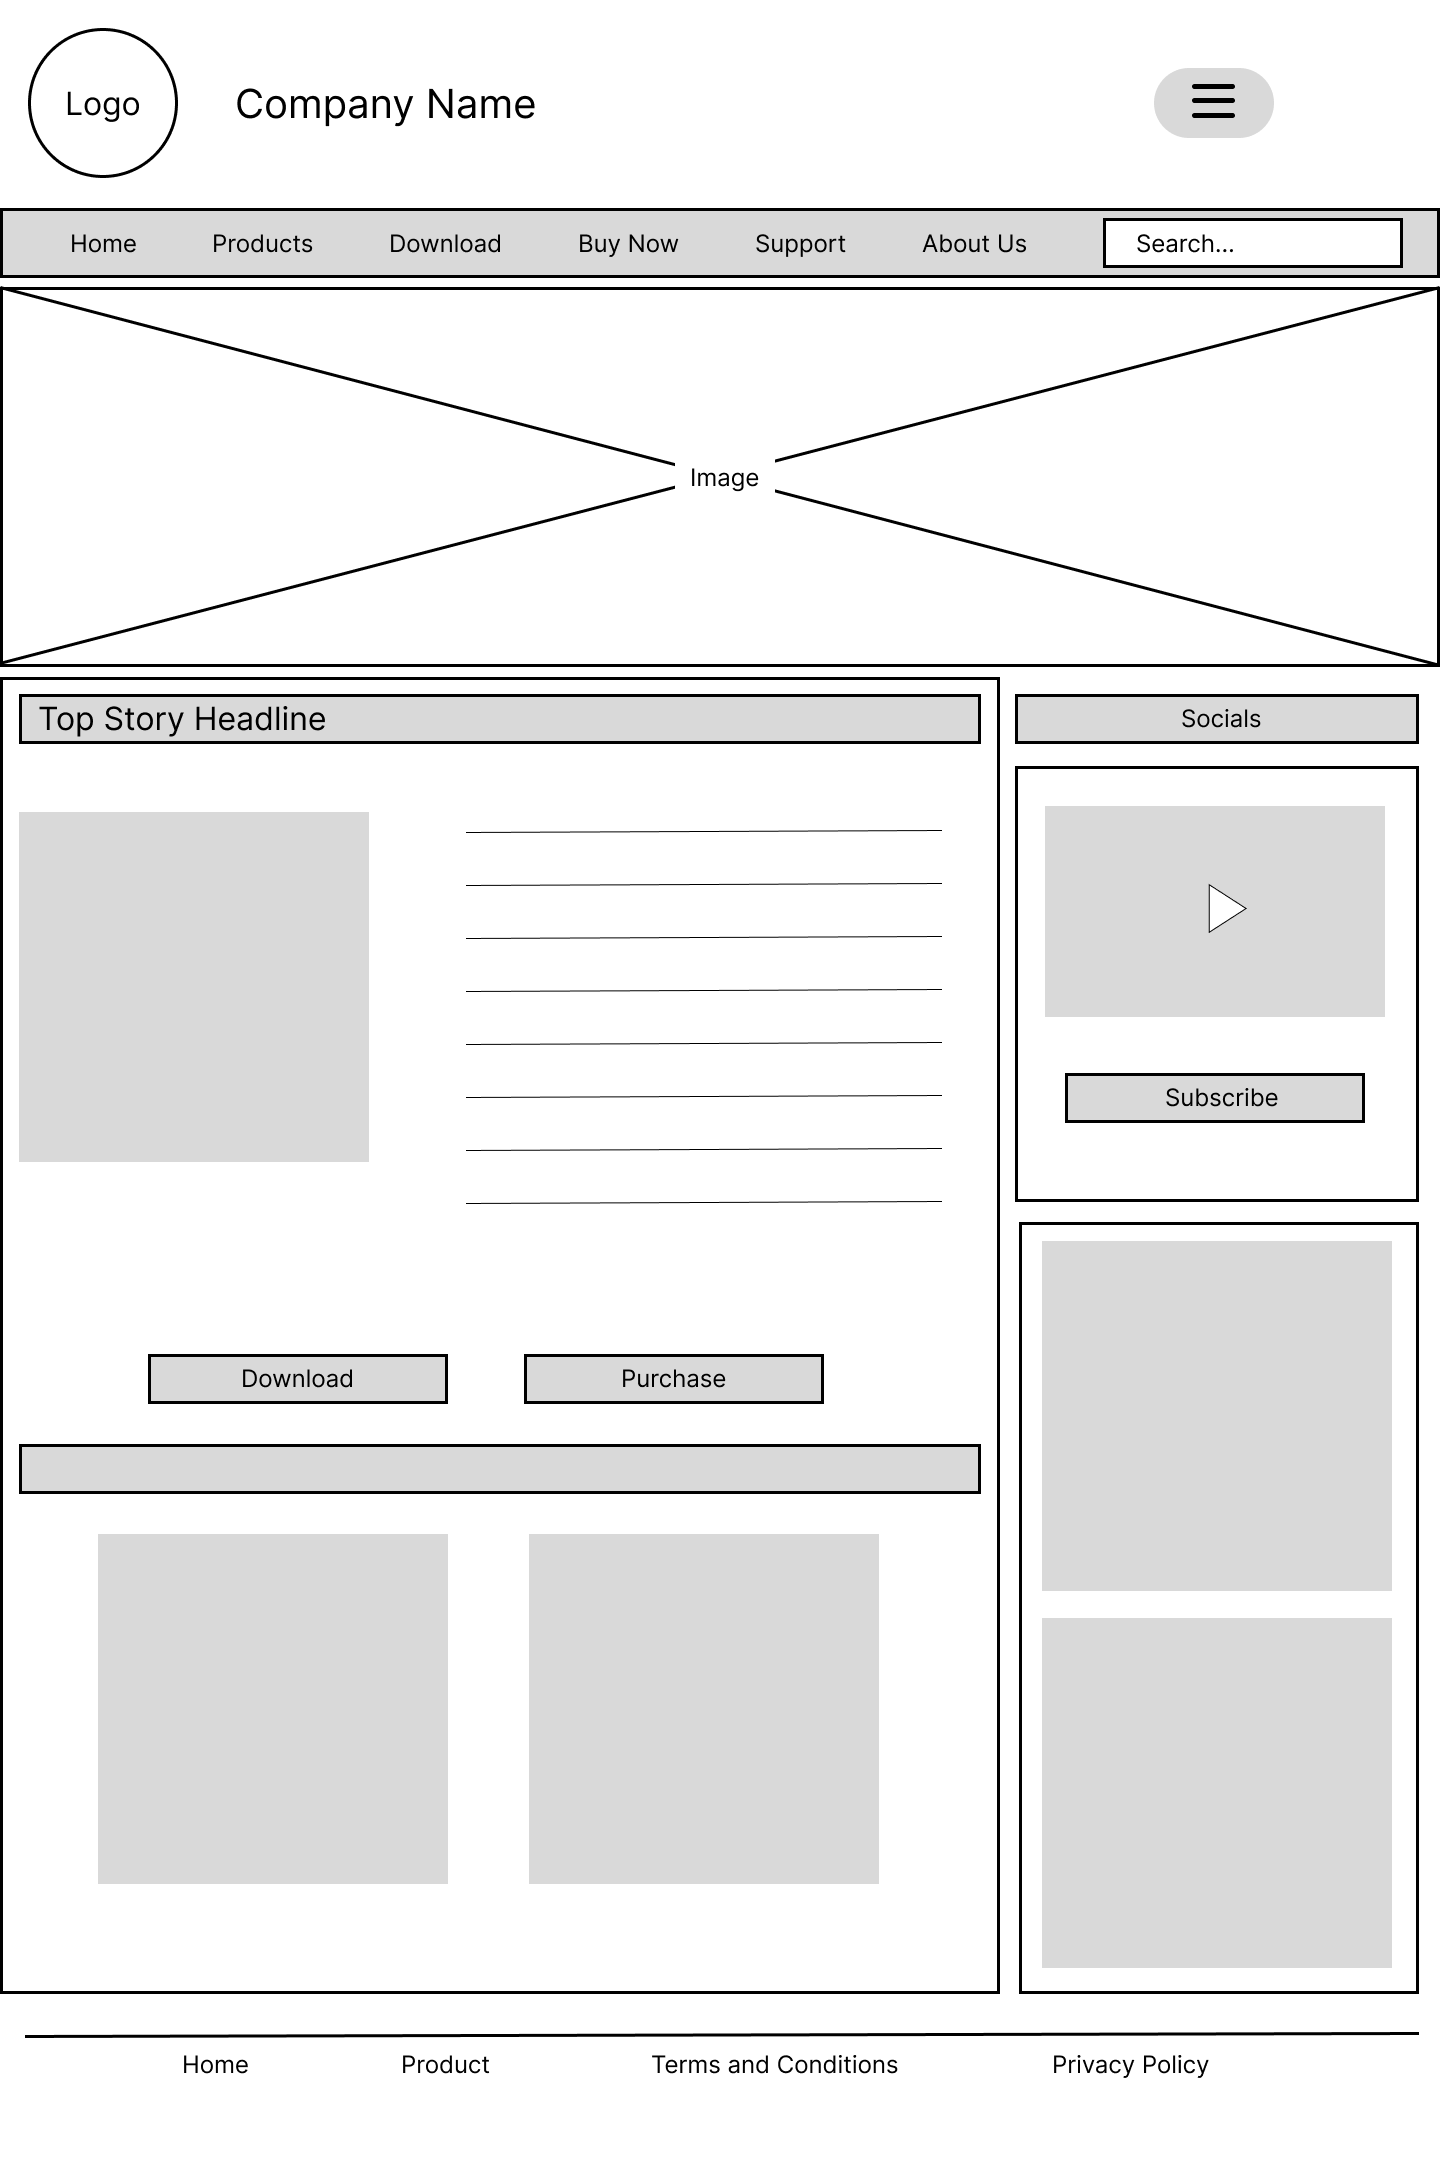 Logo
Company Name
Home Products Download Buy Now Support About Us Search...
Image
Top Story Headline
Socials
Subscribe
Download Purchase
Home Product Terms and Conditions Privacy Policy